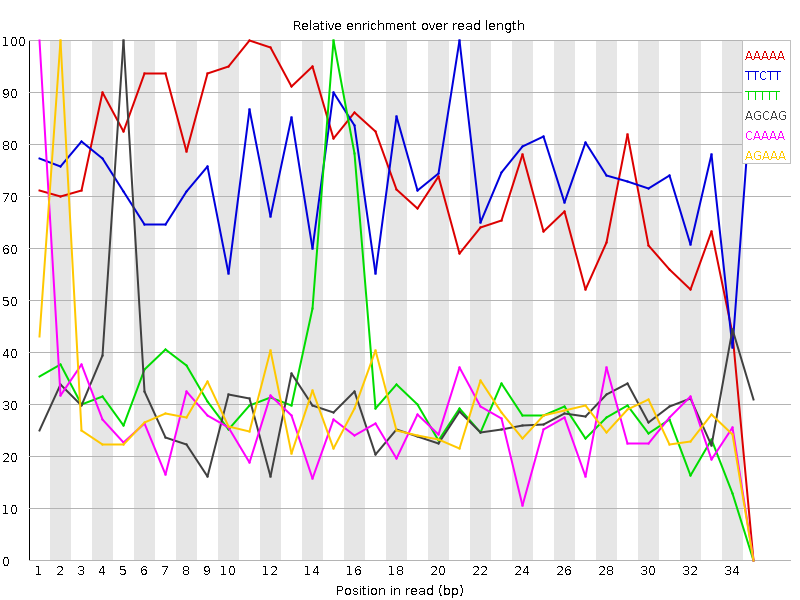 Relative enrichment over read length
100
90
80
70
60
50
40
30
20
10
0
AAAAA
TTCTT
TTTTT
AGCAG
CAAAA
AGAAA
1 2 3 4 5 6 7 8 9 10 12 14 16 18 20 22 24 26 28 30 32 34
Position in read (bp)